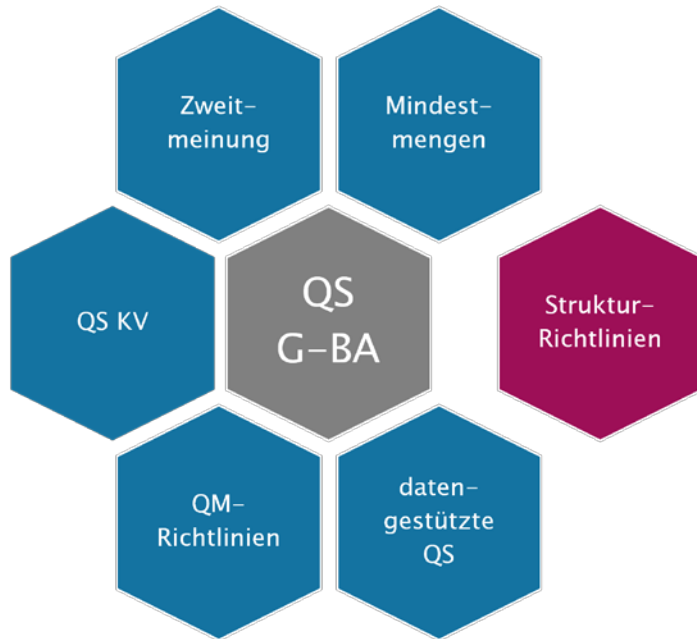 Zweit-
meinung
Mindest-
mengen
QS KV
QS
G-BA
Struktur-
Richtlinien
QM-
Richtlinien
daten-
gestützte
QS